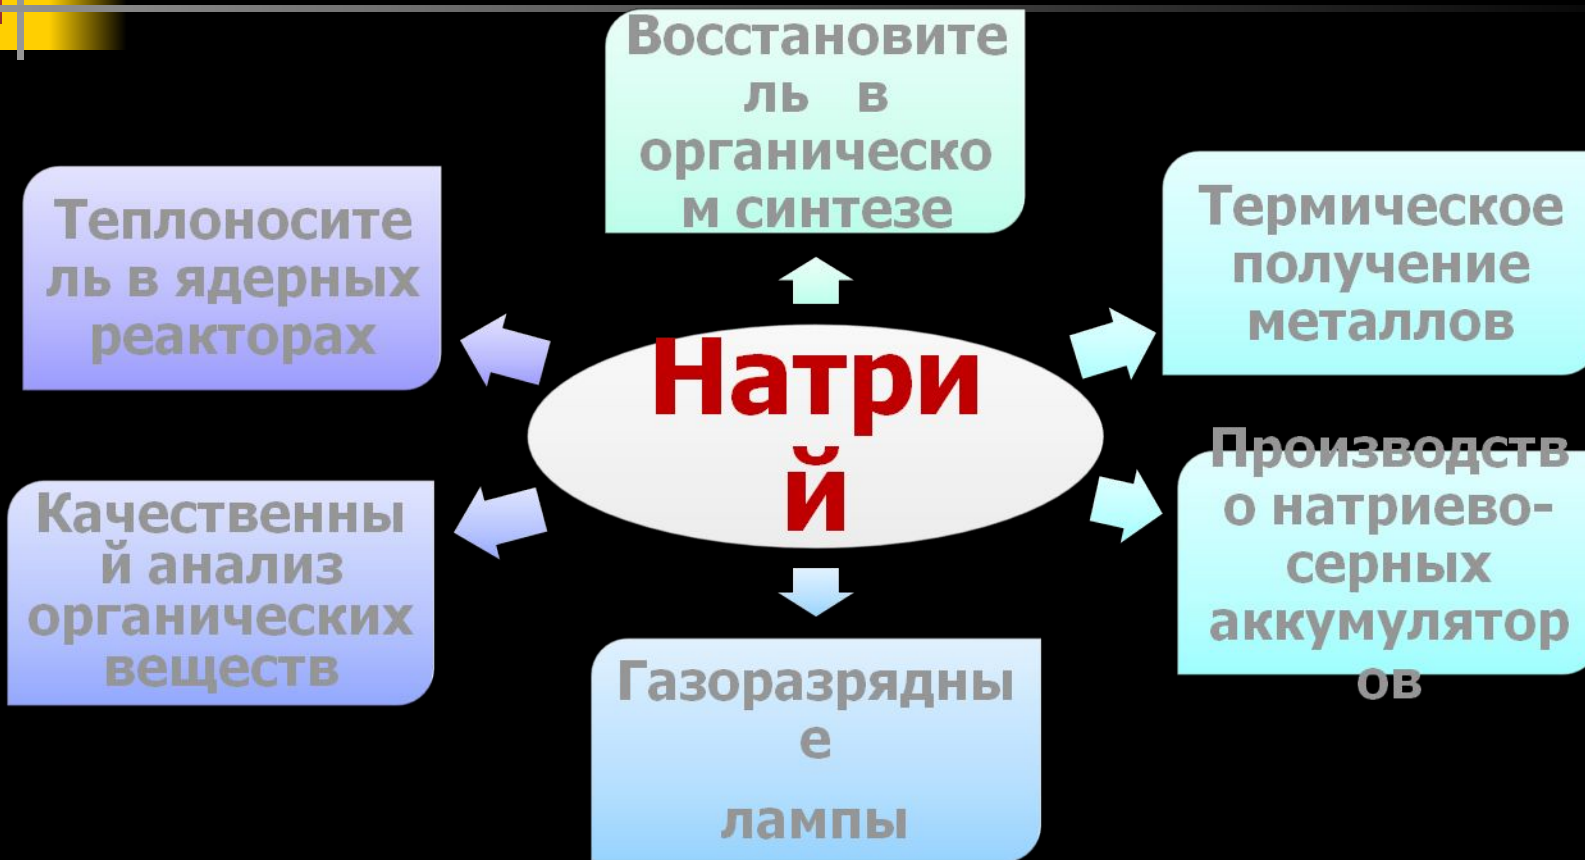 Восстановите
ль в
органическо
м синтезе
Теплоносите
ль в ядерных
реакторах
Термическое
получение
металлов
Натри
й
Качественны
й анализ
органических
веществ
Производств
о натриево-
серных
аккумулятор
ов
Газоразрядны
е
лампы